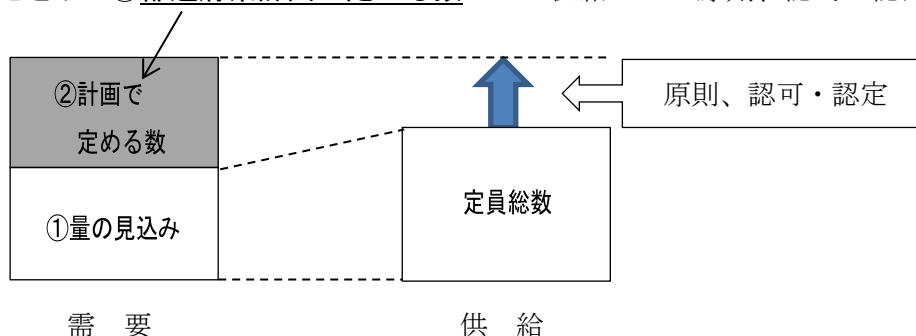 ②計画で
定める数
原則、認可・認定
定員総数
①量の見込み
需 要
供 給